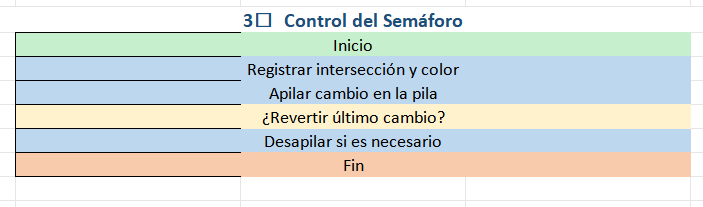 3□ Control del Semáforo
Inicio
Registrar intersección y color
Apilar cambio en la pila
¿Revertir último cambio?
Desapilar si es necesario
Fin